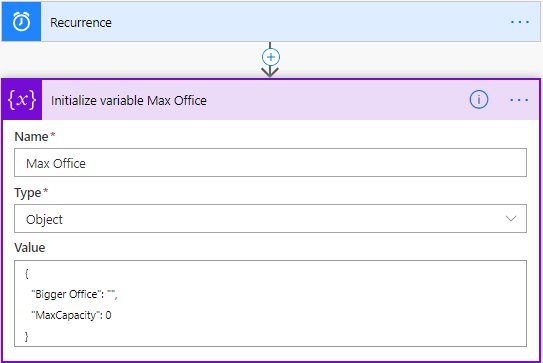 Recurrence
{x} Initialize variable Max Office
Name*
Max Office
Type*
Object
Value
{
"Bigger Office": "",
"MaxCapacity": 0
}